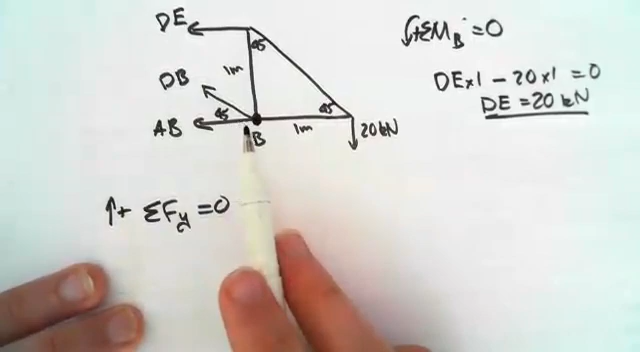 DE
45
1m
DB
45
45
AB
B
1m
20kN
↑+ ΣFy =0
+ΣM_B =0
DE×1 - 20×1 =0
DE =20 kN